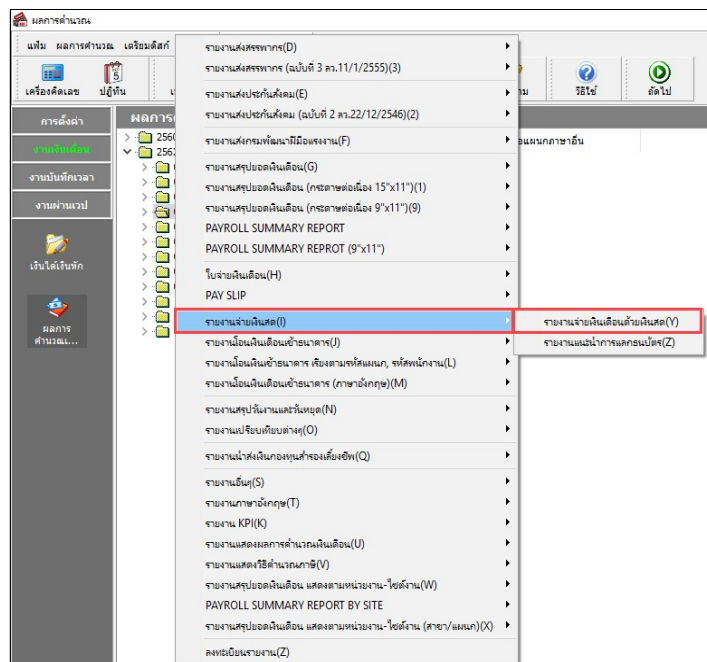 ผลการคำนวณ
แฟ้ม ผลการคำนวณ เตรียมดิสก์
เครื่องคิดเลข ปฏิทิน
วิธีใช้ ถัดไป
การตั้งค่า
งานเงินเดือน
งานบันทึกเวลา
งานผ่านเวป
เงินได้เงินหัก
ผลการ
คำนวณเ...
2560
2562
อแผนกภาษาอื่น
รายงานส่งสรรพากร(D)
รายงานส่งสรรพากร (ฉบับที่ 3 ลว.11/1/2555)(3)
รายงานส่งประกันสังคม(E)
รายงานส่งประกันสังคม (ฉบับที่ 2 ลว.22/12/2546)(2)
รายงานส่งกรมพัฒนาฝีมือแรงงาน(F)
รายงานสรุปยอดเงินเดือน(G)
รายงานสรุปยอดเงินเดือน (กระดาษต่อเนื่อง 15"x11")(1)
รายงานสรุปยอดเงินเดือน (กระดาษต่อเนื่อง 9"x11")(9)
PAYROLL SUMMARY REPORT
PAYROLL SUMMARY REPROT (9"x11")
ใบจ่ายเงินเดือน(H)
PAY SLIP
รายงานจ่ายเงินสด(I)
รายงานจ่ายเงินเดือนด้วยเงินสด(Y)
รายงานโอนเงินเดือนเข้าธนาคาร(J)
รายงานแนะนำการแลกธนบัตร(Z)
รายงานโอนเงินเข้าธนาคาร เรียงตามรหัสแผนก, รหัสพนักงาน(L)
รายงานโอนเงินเดือนเข้าธนาคาร (ภาษาอังกฤษ)(M)
รายงานสรุปวันงานและวันหยุด(N)
รายงานเปรียบเทียบต่างๆ(O)
รายงานนำส่งเงินกองทุนสำรองเลี้ยงชีพ(Q)
รายงานอื่นๆ(S)
รายงานภาษาอังกฤษ(T)
รายงาน KPI(K)
รายงานแสดงผลการคำนวณเงินเดือน(U)
รายงานแสดงวิธีคำนวณภาษี(V)
รายงานสรุปยอดเงินเดือน แสดงตามหน่วยงาน-ไซต์งาน(W)
PAYROLL SUMMARY REPORT BY SITE
รายงานสรุปยอดเงินเดือน แสดงตามหน่วยงาน-ไซต์งาน (สาขา/แผนก)(X)
ลงทะเบียนรายงาน(Z)